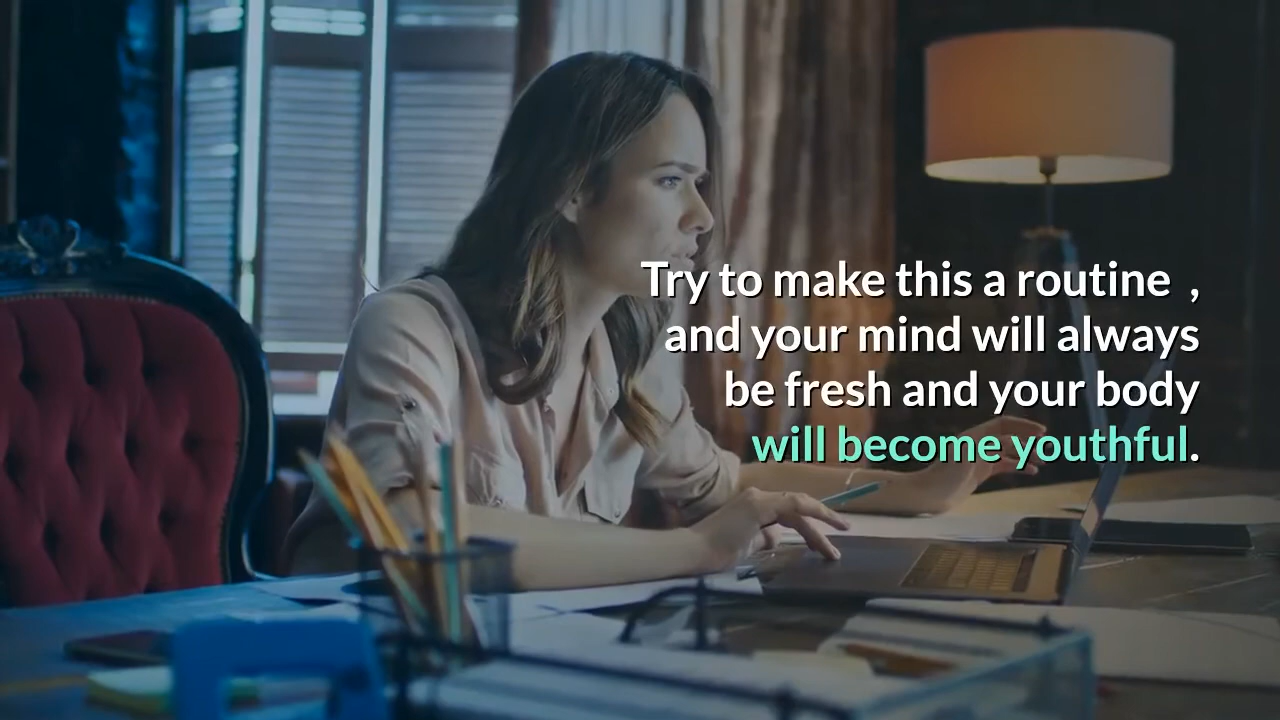 Try to make this a routine  ,
and your mind will always
be fresh and your body
will become youthful.